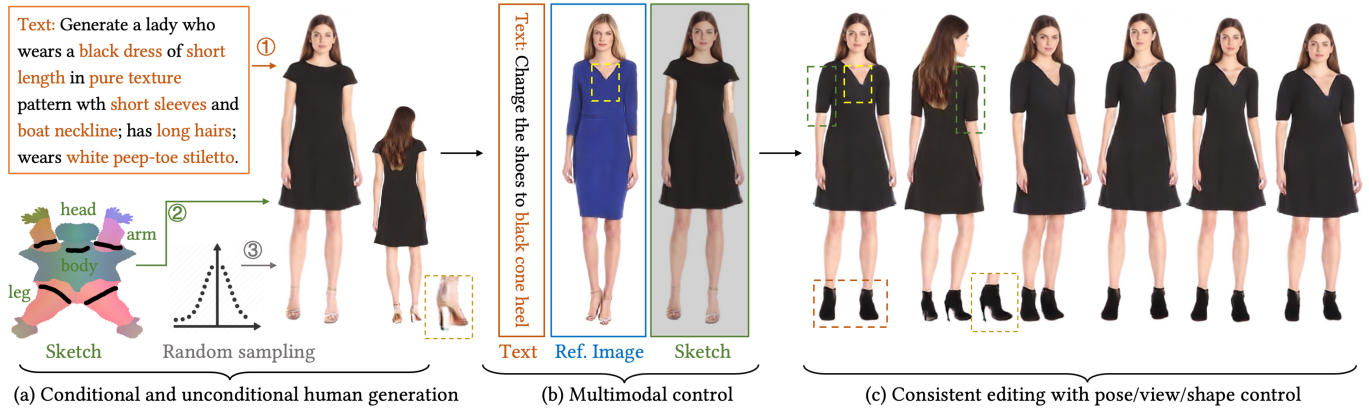 Text: Generate a lady who
wears a black dress of short
length in pure texture
pattern wth short sleeves and
boat neckline; has long hairs;
wears white peep-toe stiletto.
①
②
③
head
arm
body
leg
Sketch
Random sampling
(a) Conditional and unconditional human generation
Text: Change the shoes to black cone heel
Text
Ref. Image
Sketch
(b) Multimodal control
(c) Consistent editing with pose/view/shape control